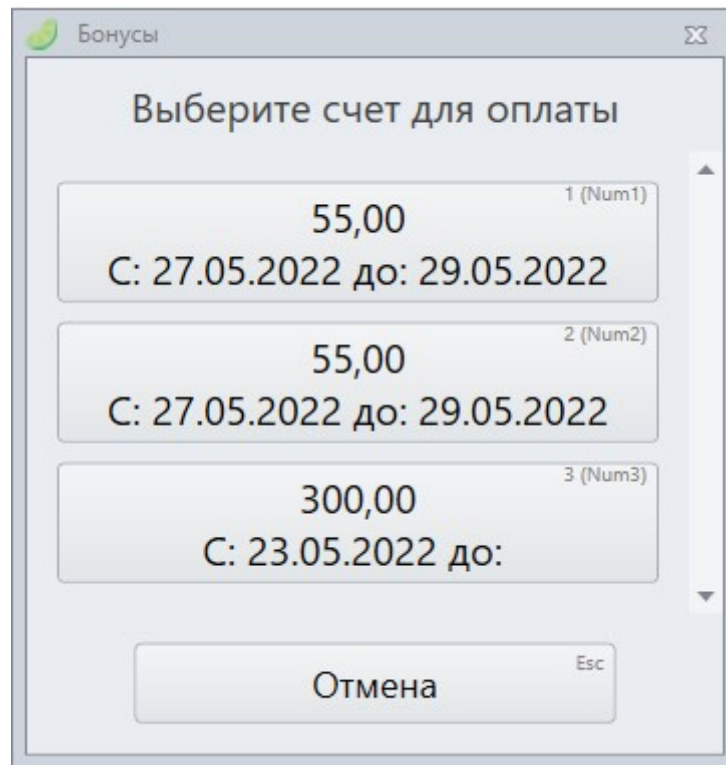 Бонусы
Выберите счет для оплаты
1 (Num1)
55,00
С: 27.05.2022 до: 29.05.2022
2 (Num2)
55,00
С: 27.05.2022 до: 29.05.2022
3 (Num3)
300,00
С: 23.05.2022 до:
Esc
Отмена